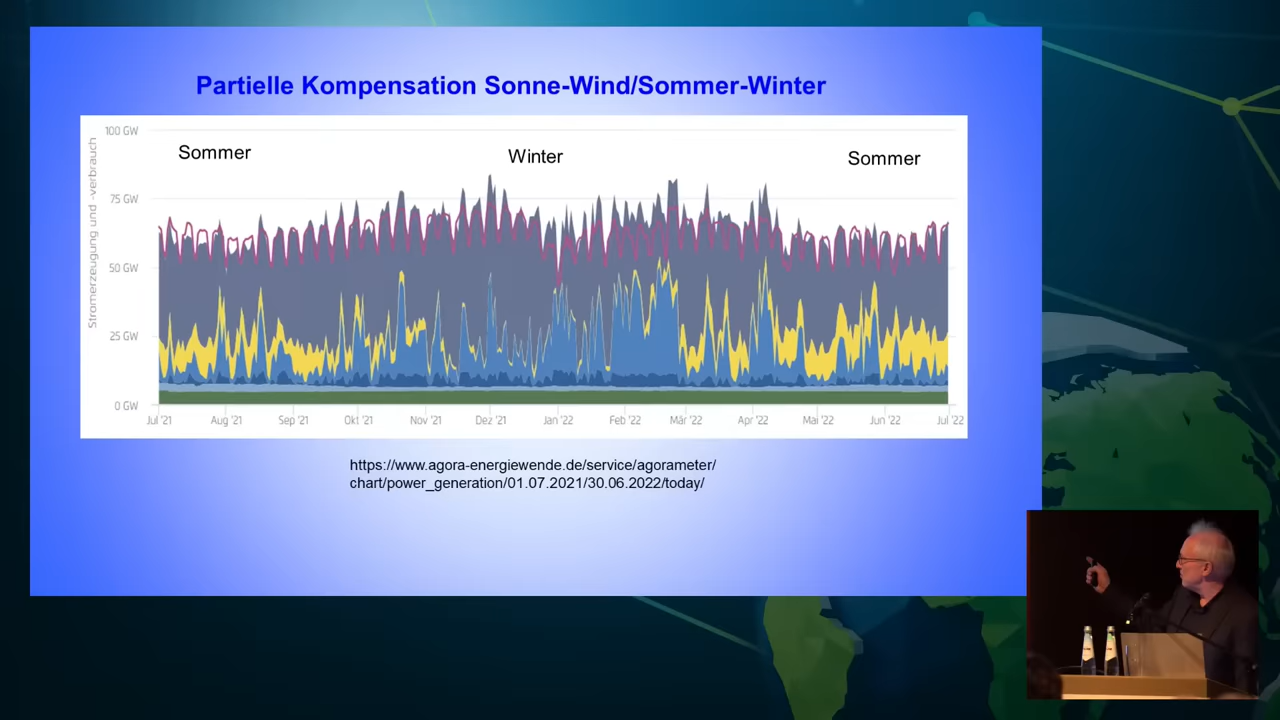 Partielle Kompensation Sonne-Wind/Sommer-Winter
Stromerzeugung und -verbrauch
100 GW
75 GW
50 GW
25 GW
0 GW
Sommer
Winter
Sommer
Jul '21
Aug '21
Sep '21
Okt '21
Nov '21
Dez '21
Jan '22
Feb '22
Mär '22
Apr '22
Mai '22
Jun '22
Jul '22
https://www.agora-energiewende.de/service/agorameter/
chart/power_generation/01.07.2021/30.06.2022/today/